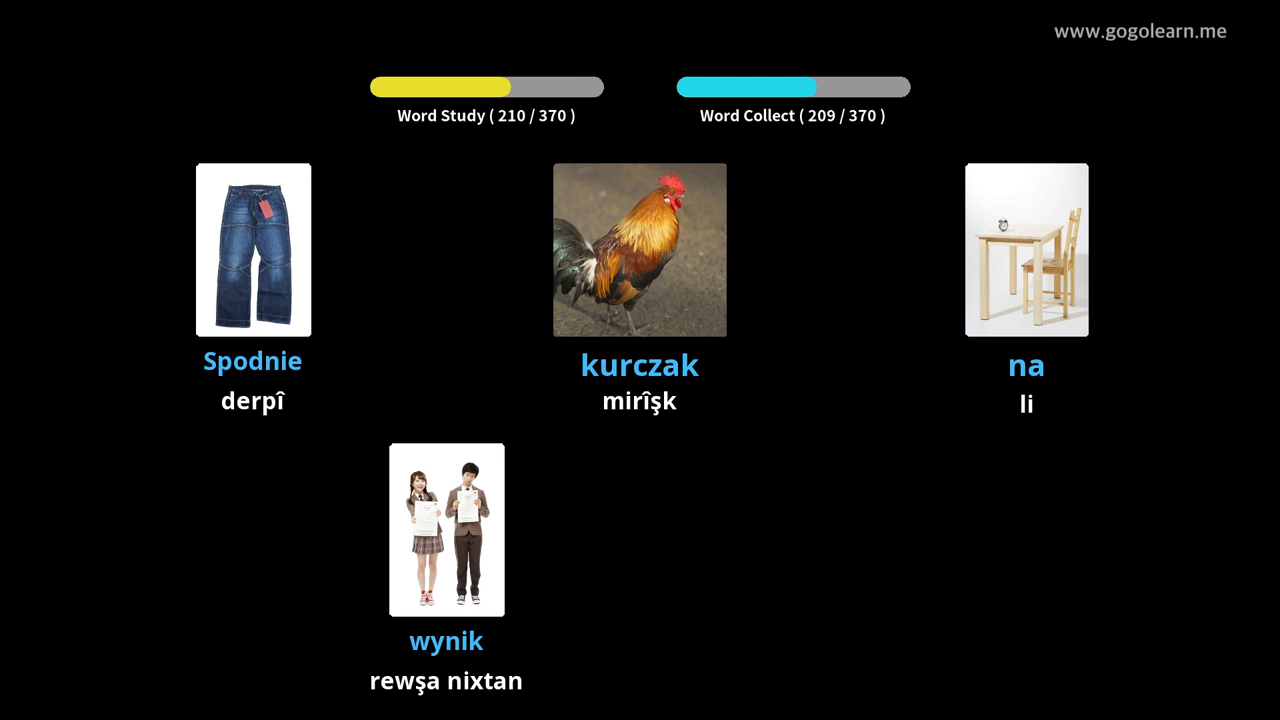 www.gogolearn.me
Word Study ( 210 / 370 )
Word Collect ( 209 / 370 )
Spodnie
derpî
kurczak
mirîşk
na
li
wynik
rewşa nixtan